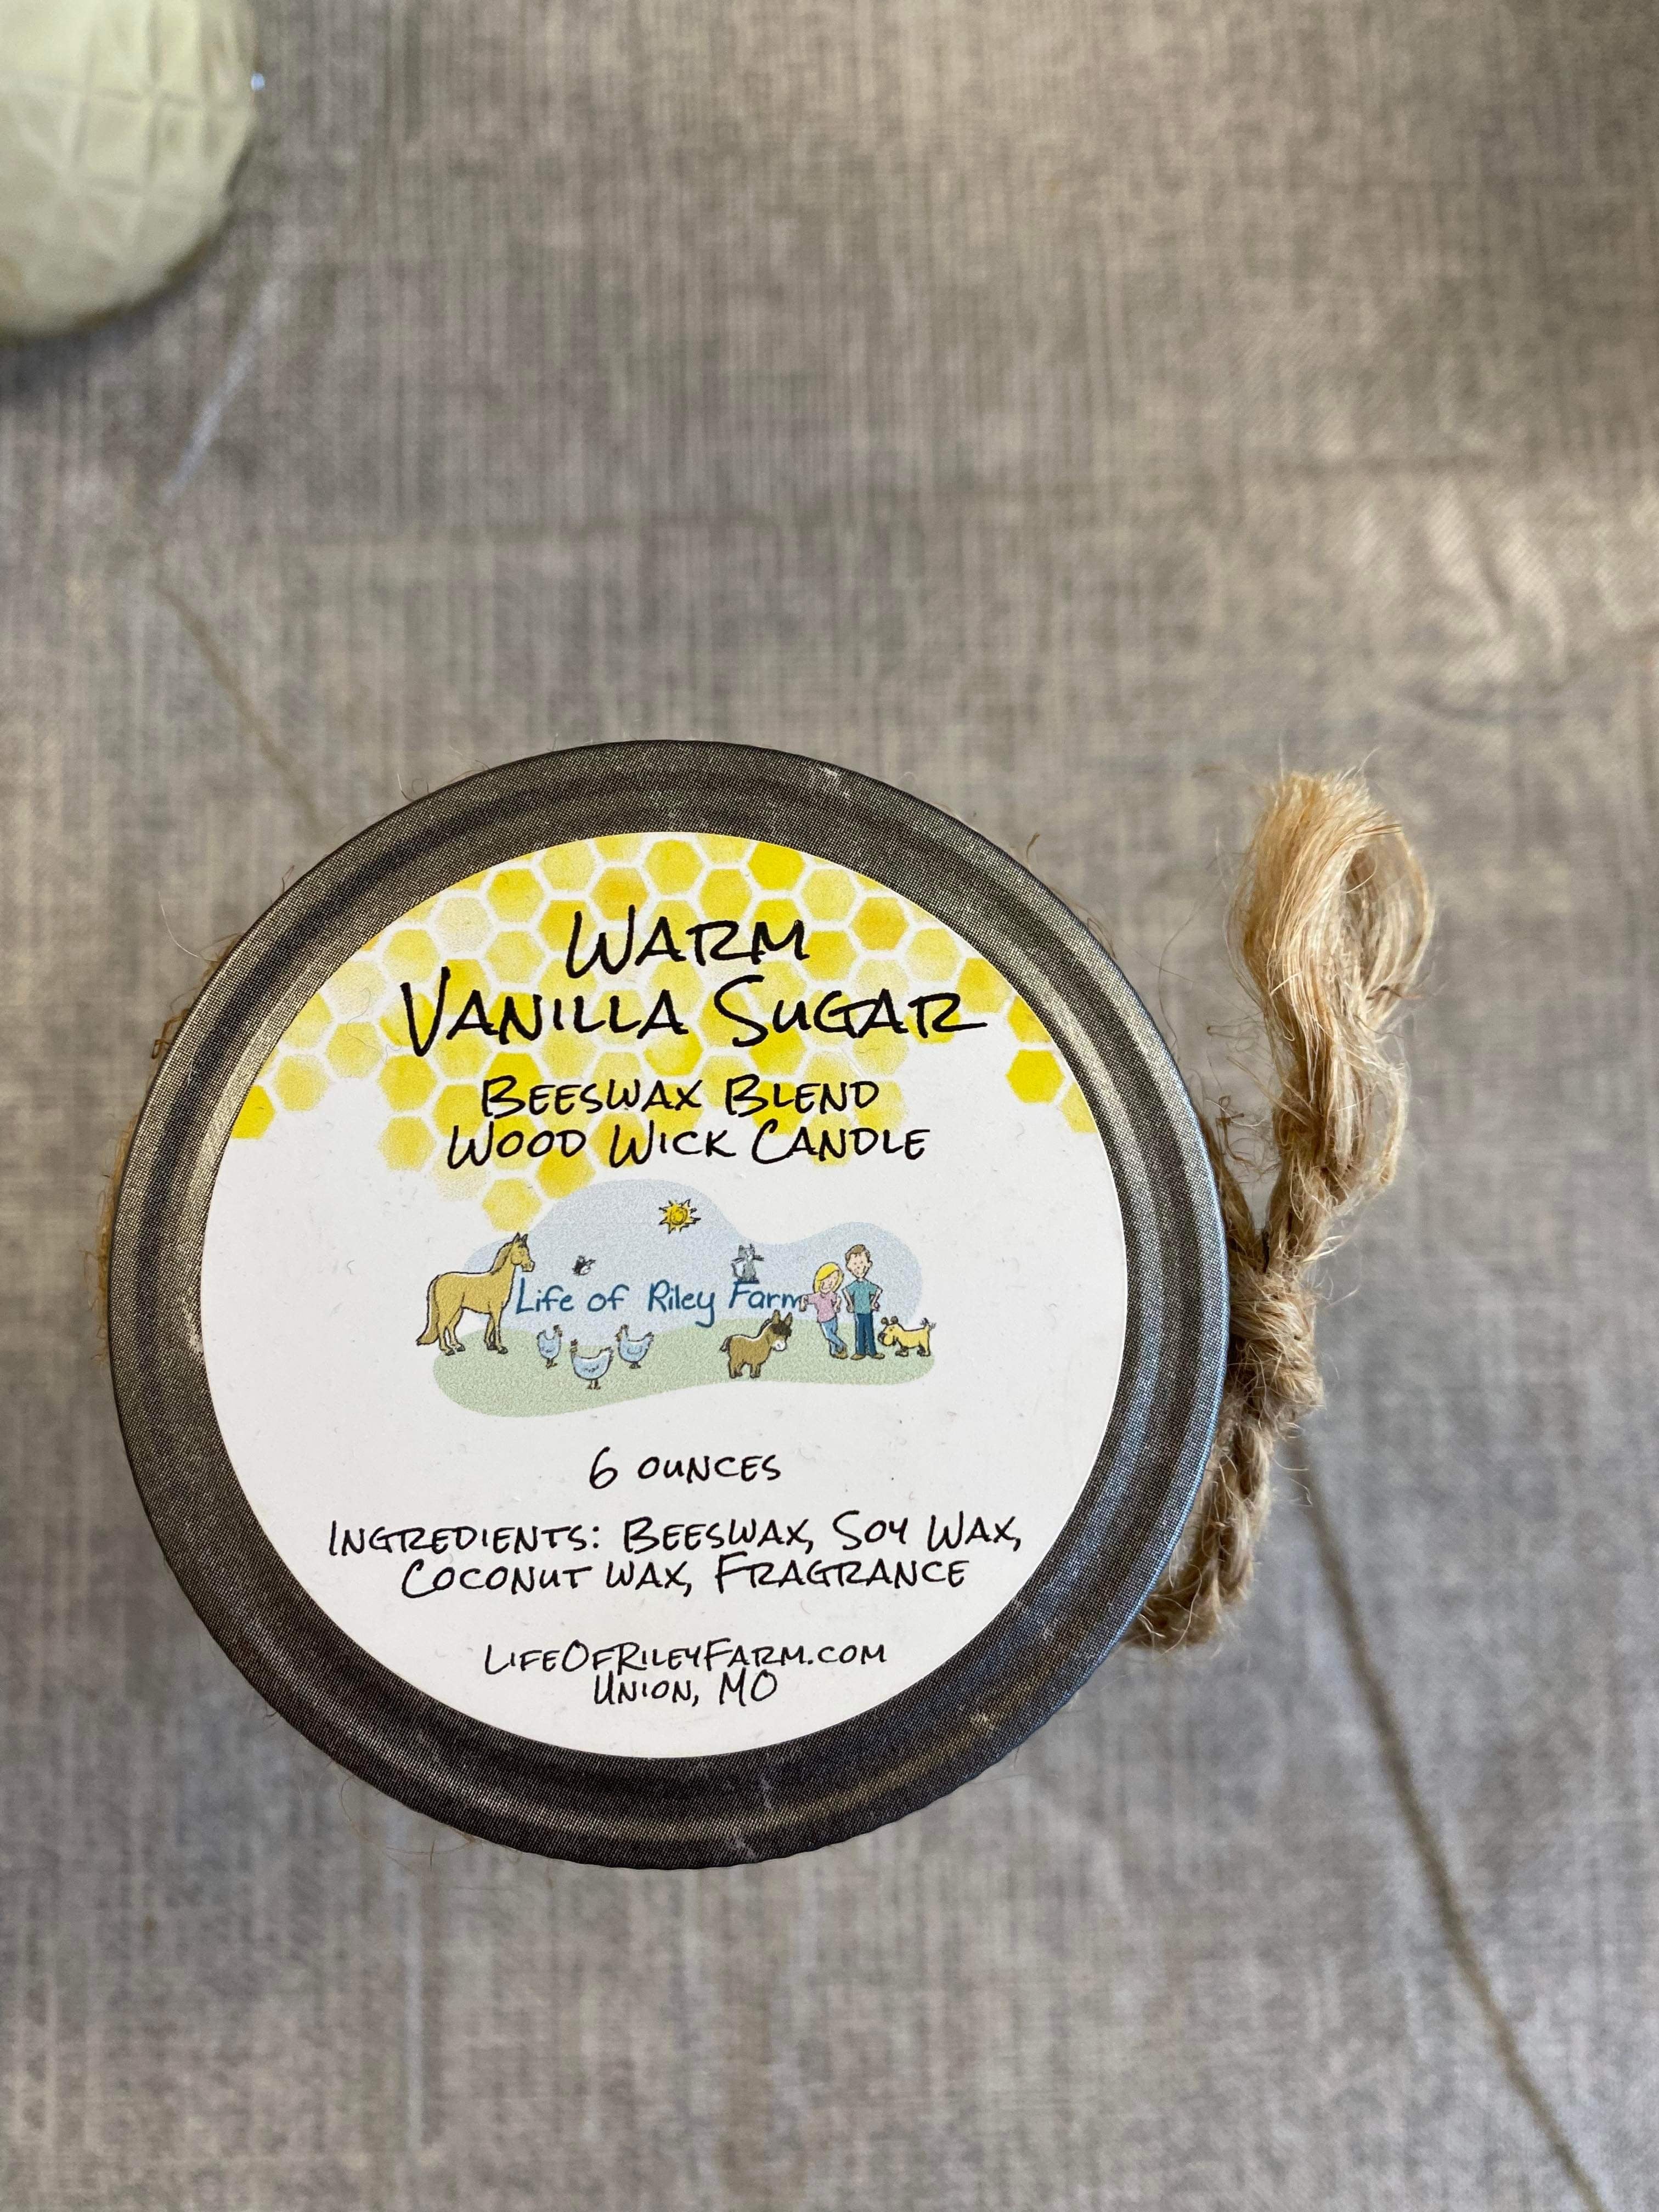 WARM
VANILLA SUGAR
BEESWAX BLEND
WOOD WICK CANDLE
Life of Riley Farm
6 OUNCES
INGREDIENTS: BEESWAX, SOY WAX,
COCONUT WAX, FRAGRANCE
LIFEOFRILEYFARM.COM
UNION, MO